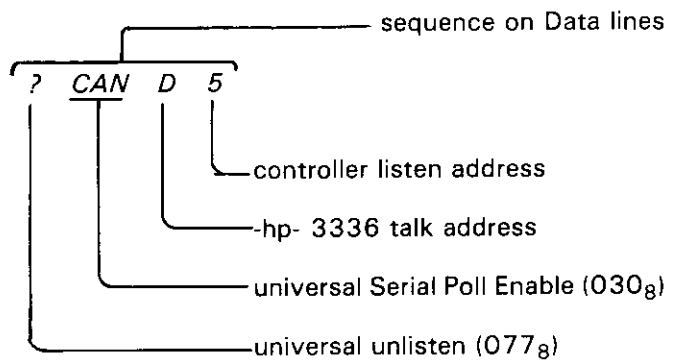 sequence on Data lines
? CAN D 5
controller listen address
-hp- 3336 talk address
universal Serial Poll Enable (030₈)
universal unlisten (077₈)